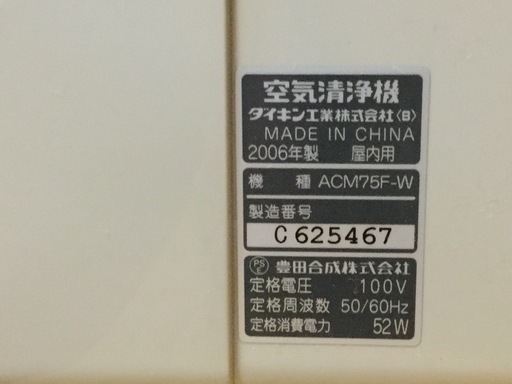 空気清浄機
ダイキン工業株式会社〈B〉
MADE IN CHINA
2006年製 屋内用
機 種 ACM75F-W
製造番号
C625467
PS E 豊田合成株式会社
定格電圧 100V
定格周波数 50/60Hz
定格消費電力 52W